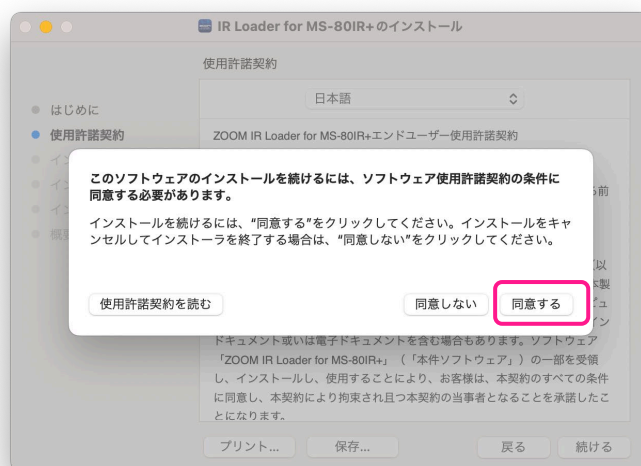 IR Loader for MS-80IR+のインストール
使用許諾契約
日本語
はじめに
使用許諾契約
ZOOM IR Loader for MS-80IR+エンドユーザー使用許諾契約
このソフトウェアのインストールを続けるには、ソフトウェア使用許諾契約の条件に
同意する必要があります。
インストールを続けるには、“同意する”をクリックしてください。インストールをキャ
ンセルしてインストーラを終了する場合は、“同意しない”をクリックしてください。
使用許諾契約を読む
同意しない
同意する
ドキュメント或いは電子ドキュメントを含む場合もあります。ソフトウェア
「ZOOM IR Loader for MS-80IR+」（「本件ソフトウェア」）の一部を受領
し、インストールし、使用することにより、お客様は、本契約のすべての条件
に同意し、本契約により拘束され且つ本契約の当事者となることを承諾したこ
とになります。
プリント...
保存...
戻る
続ける